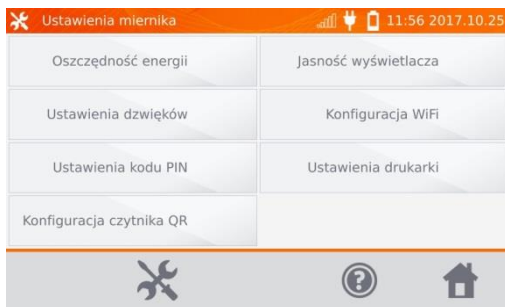 Ustawienia miernika
11:56 2017.10.25
Oszczędność energii
Jasność wyświetlacza
Ustawienia dzwięków
Konfiguracja WiFi
Ustawienia kodu PIN
Ustawienia drukarki
Konfiguracja czytnika QR
?